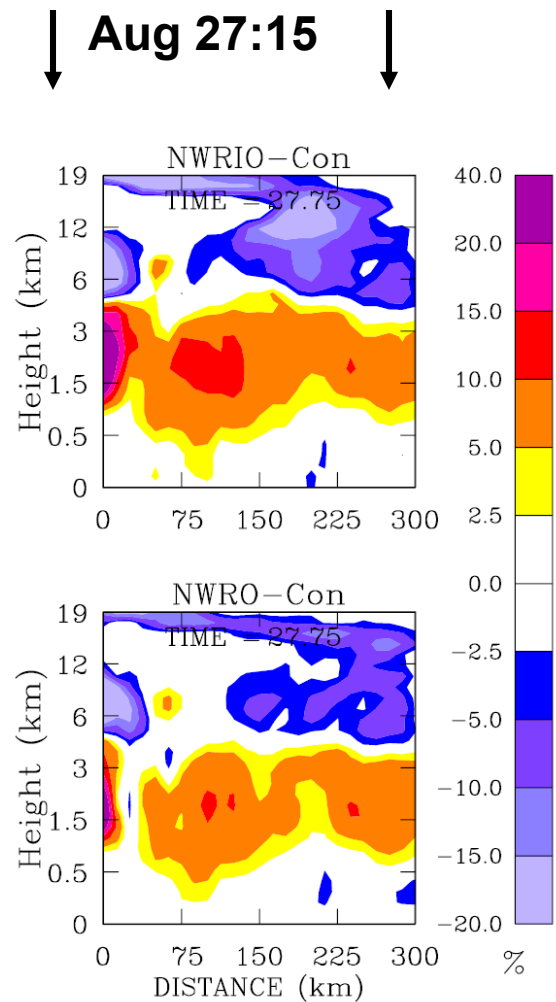 Aug 27:15
NWRIO-Con
TIME = 27.75
19
12
6
3
1.5
0.5
0
Height (km)
0 75 150 225 300
NWRO-Con
TIME = 27.75
19
12
6
3
1.5
0.5
0
Height (km)
0 75 150 225 300
DISTANCE (km)
40.0
20.0
15.0
10.0
5.0
2.5
0.0
-2.5
-5.0
-10.0
-15.0
-20.0
%